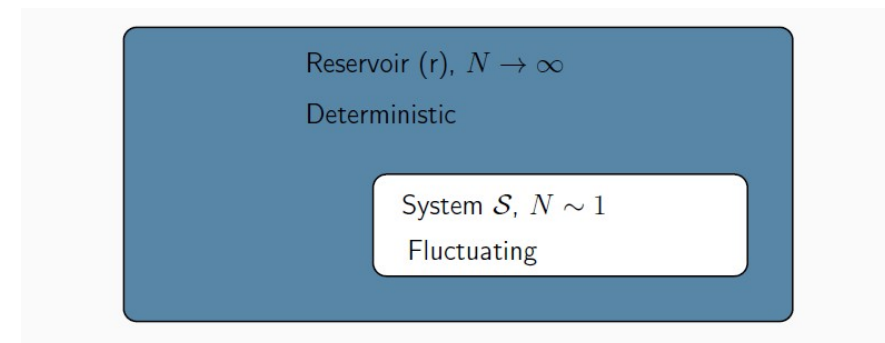 Reservoir (r), N → ∞
Deterministic
System 𝒮, N ∼ 1
Fluctuating